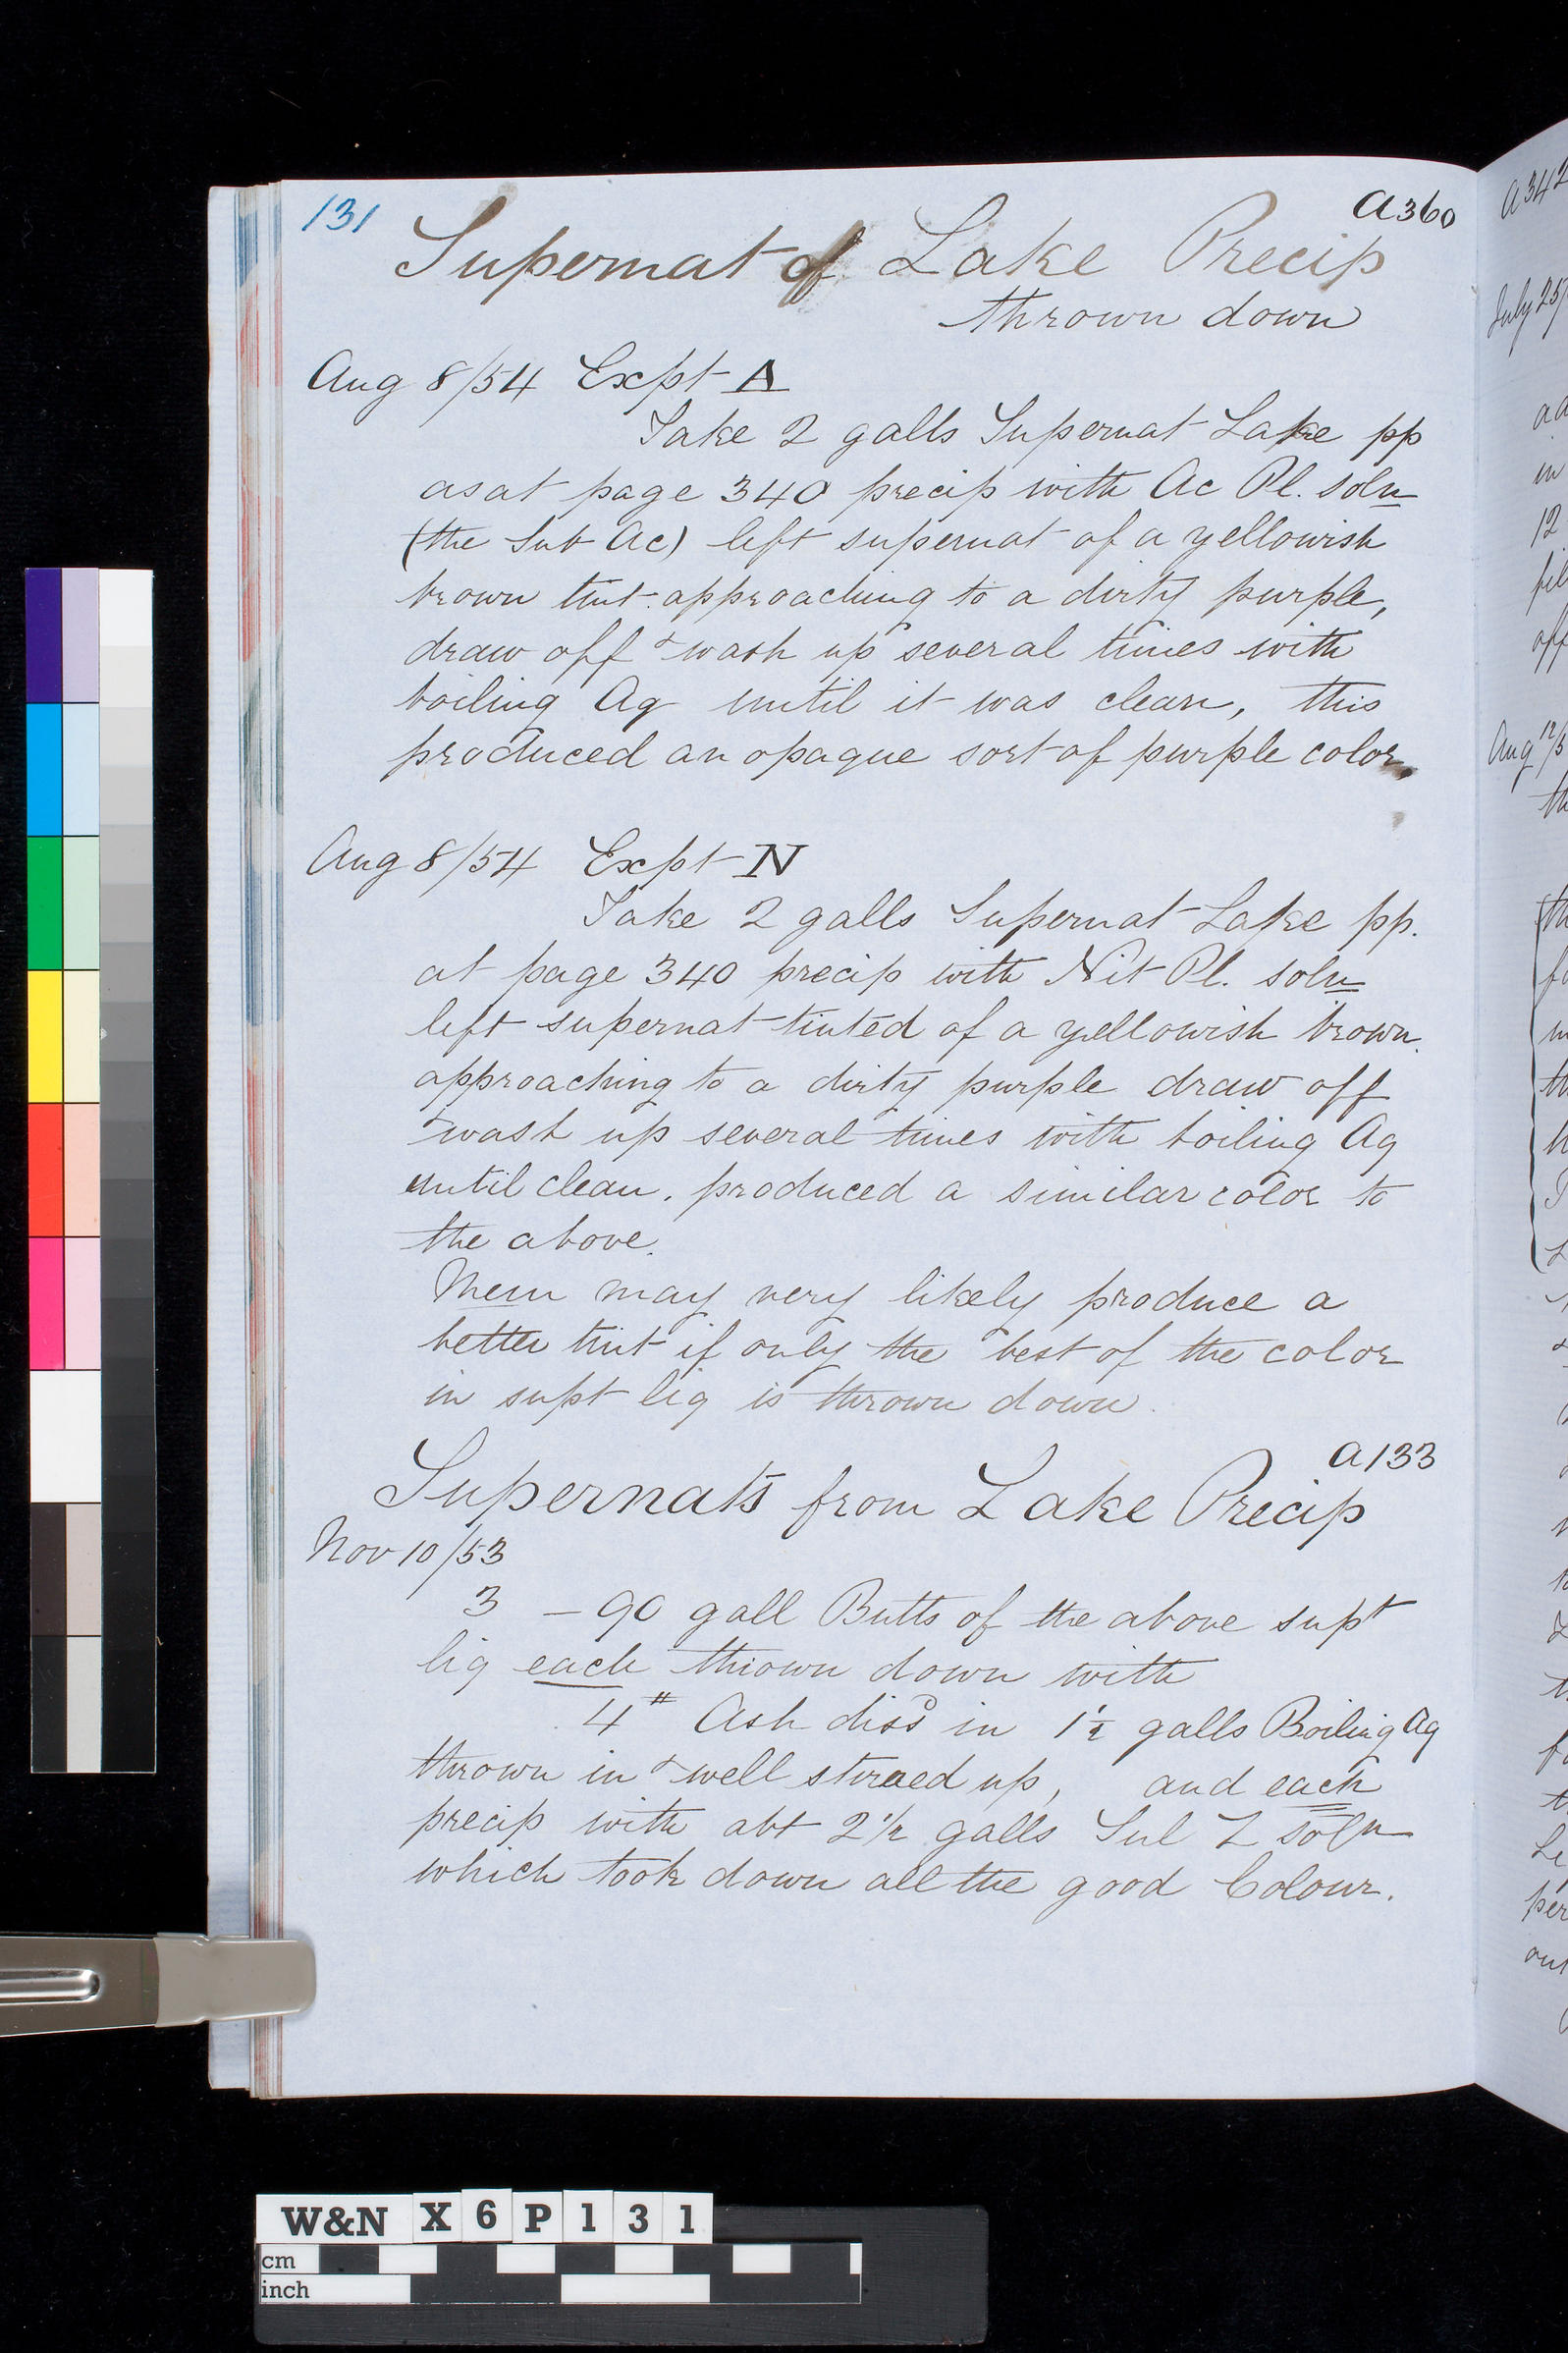 131
A360
Supernat of Lake Precip
thrown down
Aug 8/54 Expt A
Take 2 galls Supernat Lake pp
as at page 340 precip with Ac Pl. soln
(the Sub Ac) left supernat of a yellowish
brown tint approaching to a dirty purple,
draw off & wash up several times with
boiling Aq until it was clean, this
produced an opaque sort of purple color.
Aug 8/54 Expt N
Take 2 galls Supernat Lake pp.
at page 340 precip with Nit Pl. soln
left supernat tinted of a yellowish brown
approaching to a dirty purple draw off
& wash up several times with boiling Aq
until clean. produced a similar color to
the above.
Mem may very likely produce a
better tint if only the best of the color
in supt liq is thrown down.
A133
Supernats from Lake Precip
Nov 10/53
3 – 90 gall Butts of the above supt
liq each thrown down with
4# Ash dissd in 1½ galls Boiling Aq
thrown in & well stirred up, and each
precip with abt 2½ galls Sul Z soln
which took down all the good Colour.
A342
July 25/
Aug 12/5
W&N X 6 P 1 3 1
cm
inch